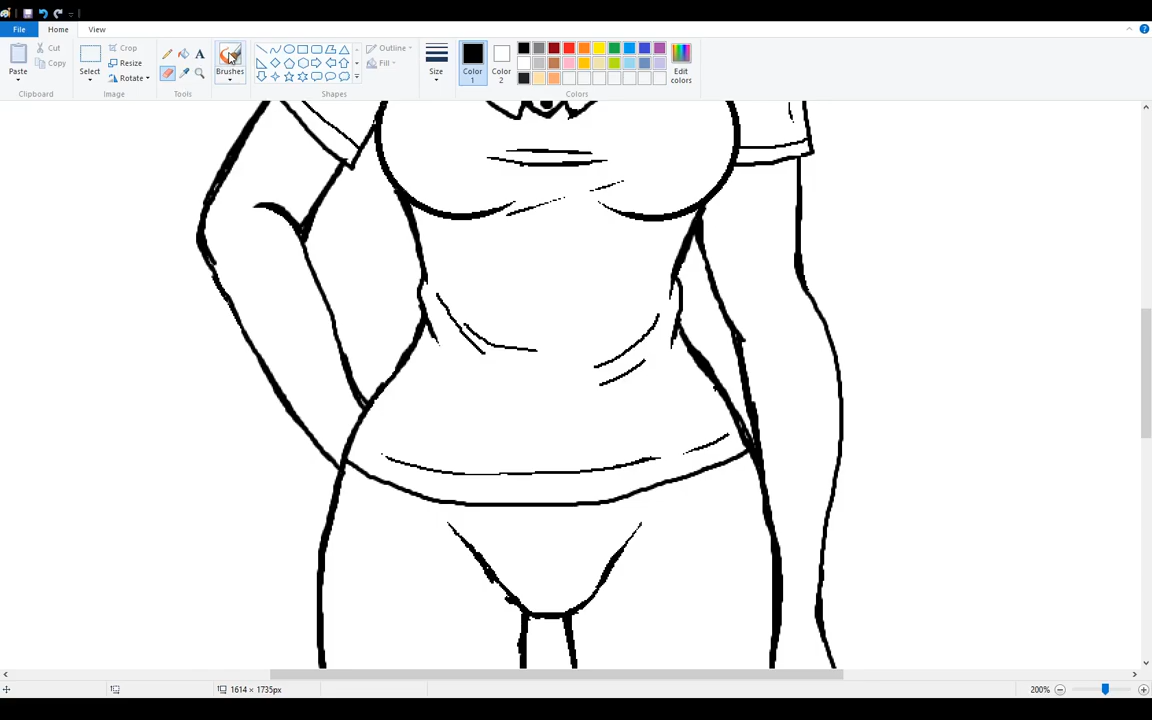 File Home View
Paste
Cut
Copy
Clipboard
Select
Crop
Resize
Rotate
Image
A
Tools
Brushes
Shapes
Outline
Fill
Size
Color
1
Color
2
Edit
colors
Colors
1614 × 1735px
200%